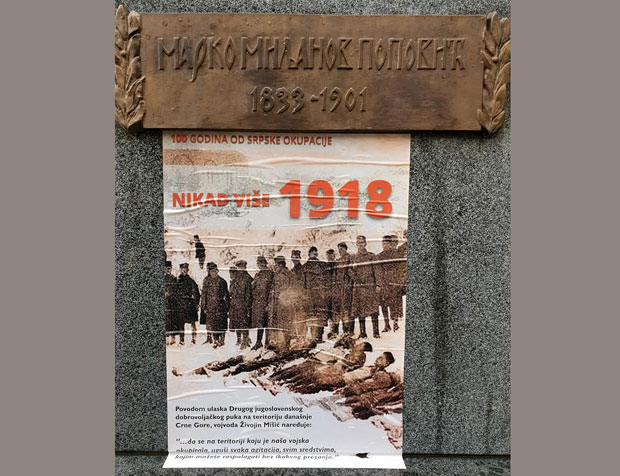 МАРКО МИЉАНОВ ПОПОВИЋ
1833-1901
100 GODINA OD SRPSKE OKUPACIJE
NIKAD VIŠE 1918
Povodom ulaska Drugog jugoslovenskog
dobrovoljačkog puka na teritoriju današnje
Crne Gore, vojvoda Živojin Mišić naređuje:
"...da se na teritoriji koju je naša vojska
okupirala, uguši svaka agitacija, svim sredstvima,
kojim možete raspolagati bez ikakvog prezanja."